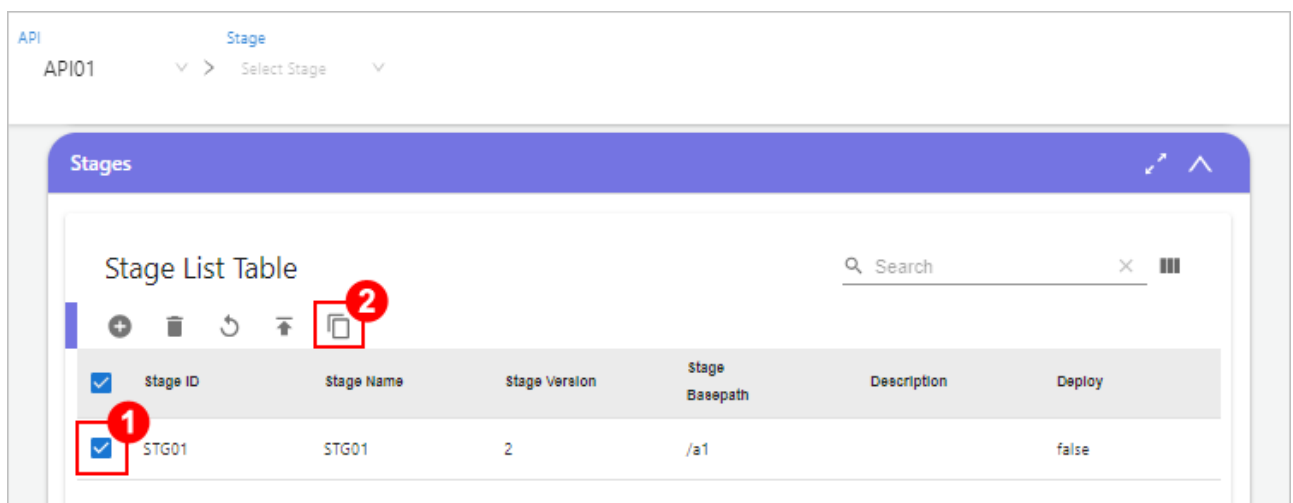 API
Stage
API01
> Select Stage
Stages
Stage List Table
Search
2
Stage ID
Stage Name
Stage Version
Stage
Basepath
Description
Deploy
1
STG01
STG01
2
/a1
false